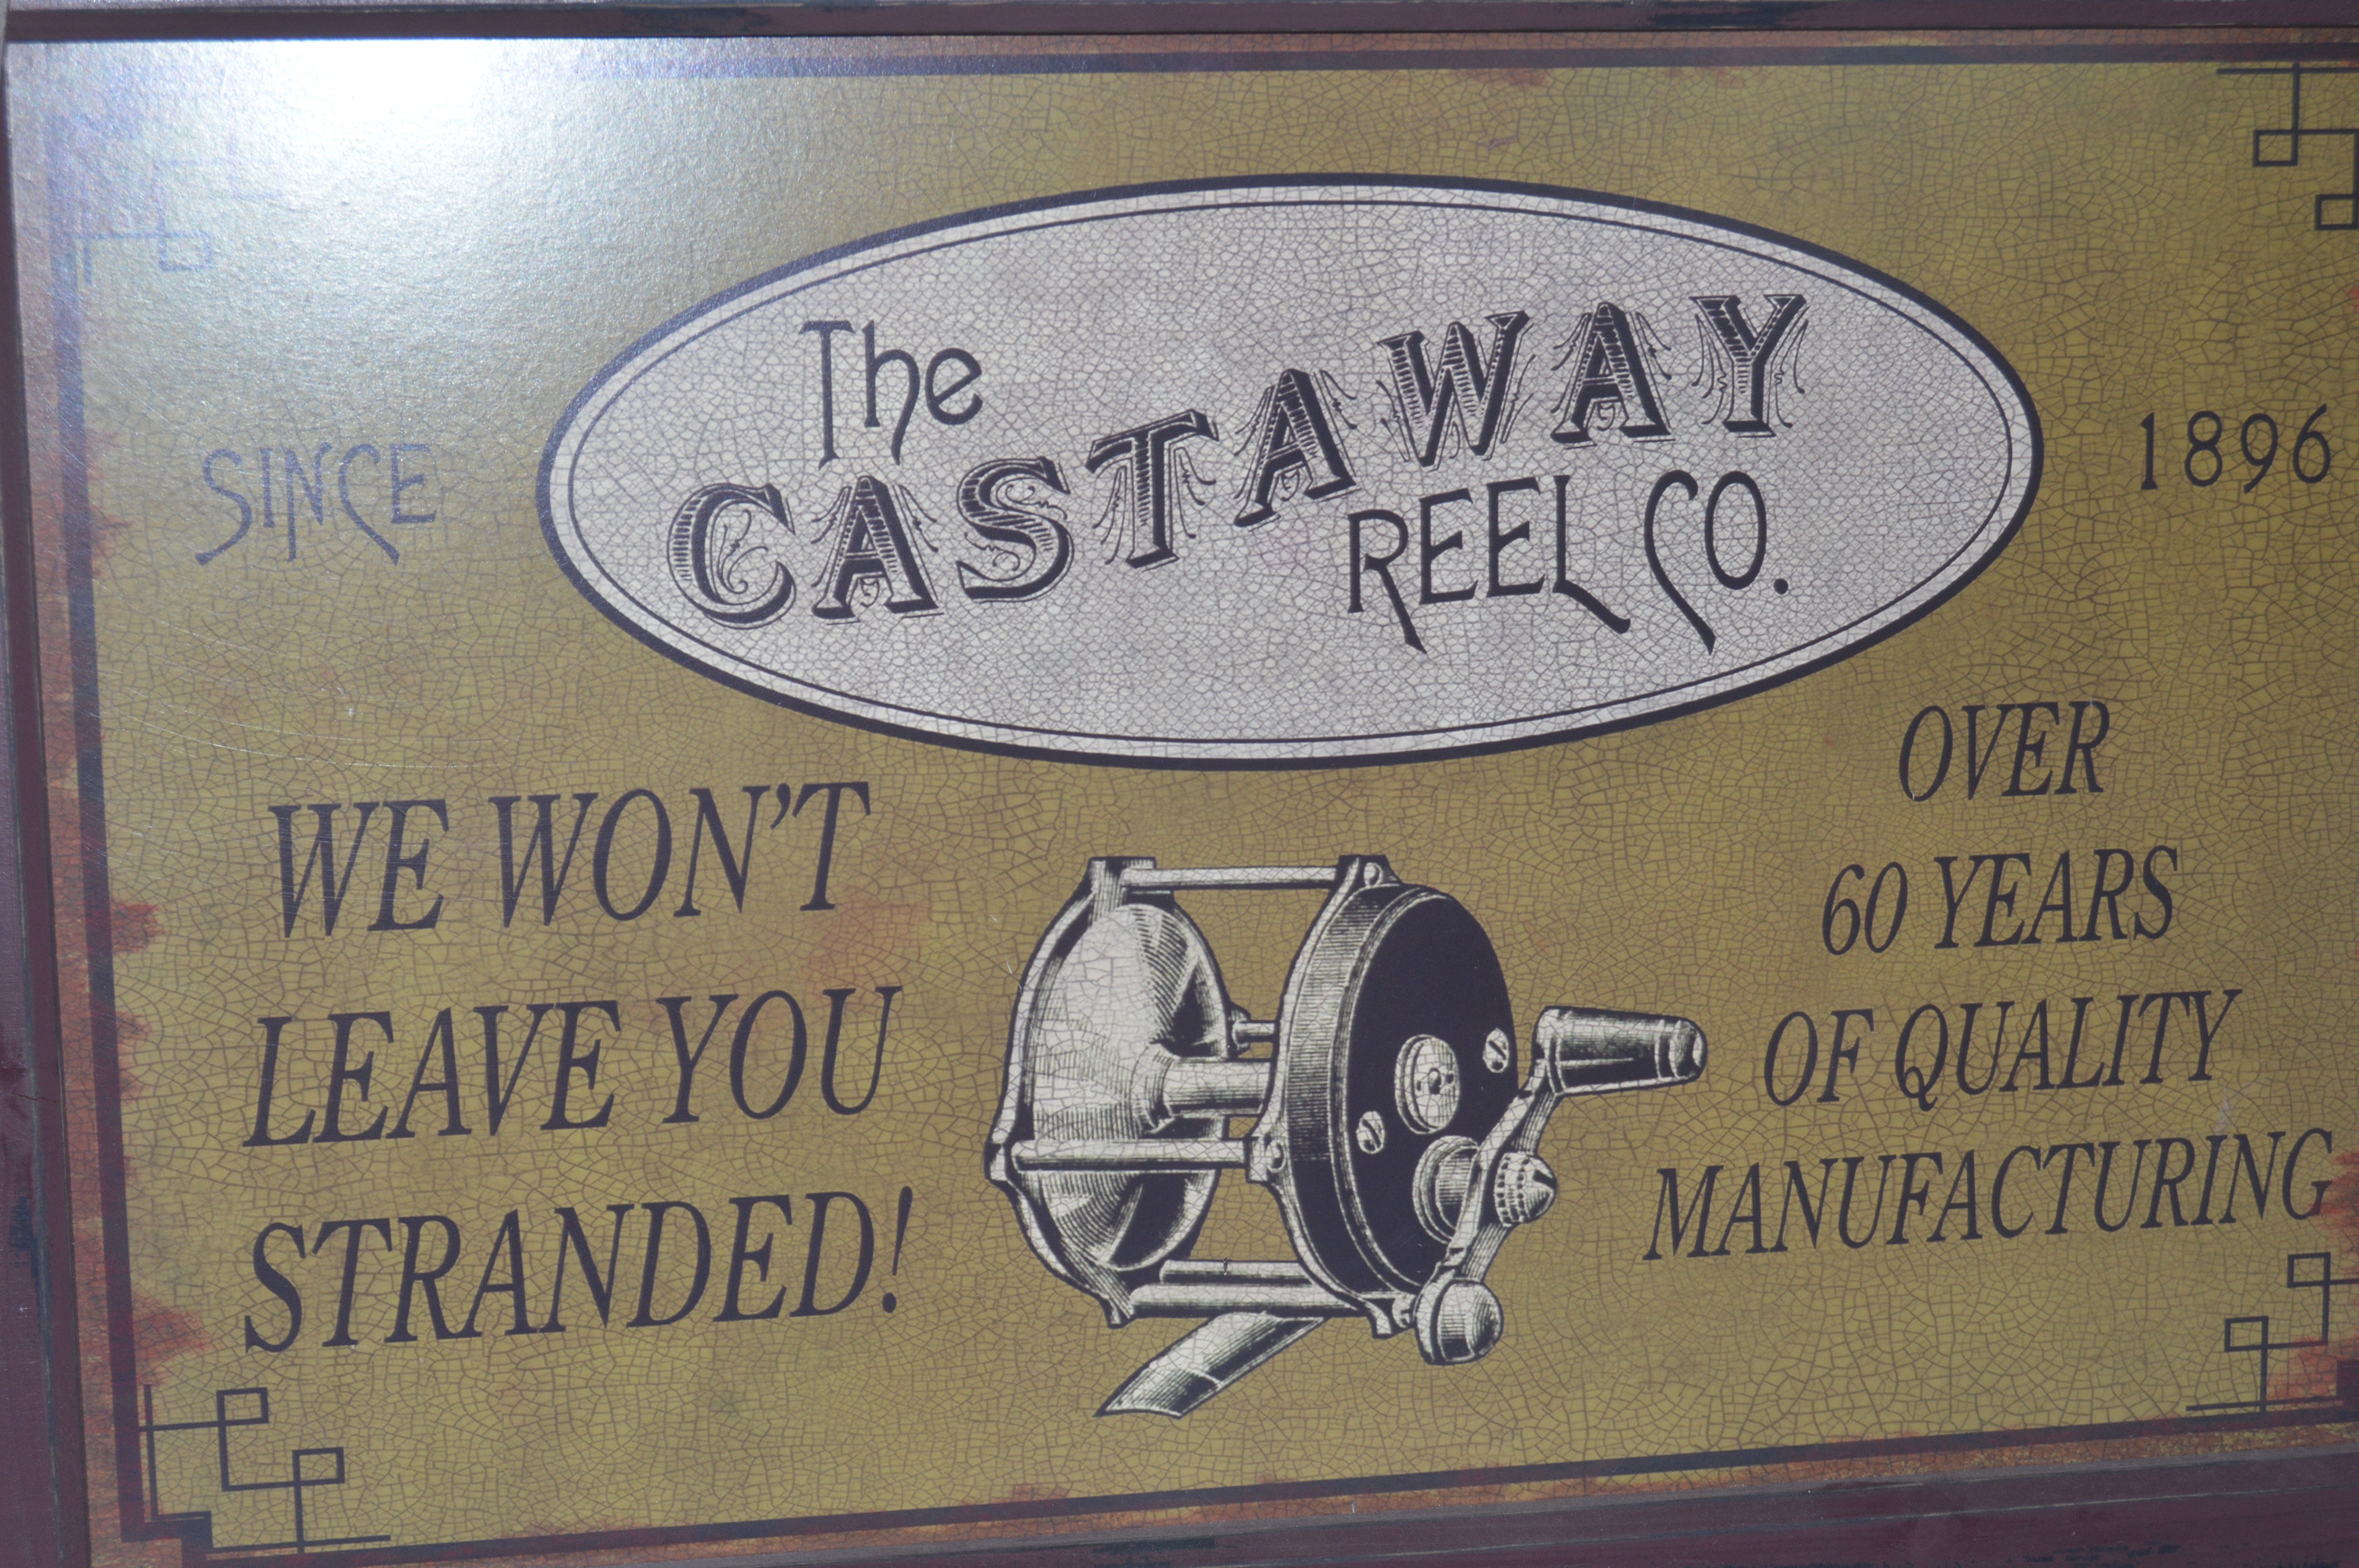 The
CASTAWAY
REEL CO.
SINCE
1896
WE WON'T
LEAVE YOU
STRANDED!
OVER
60 YEARS
OF QUALITY
MANUFACTURING